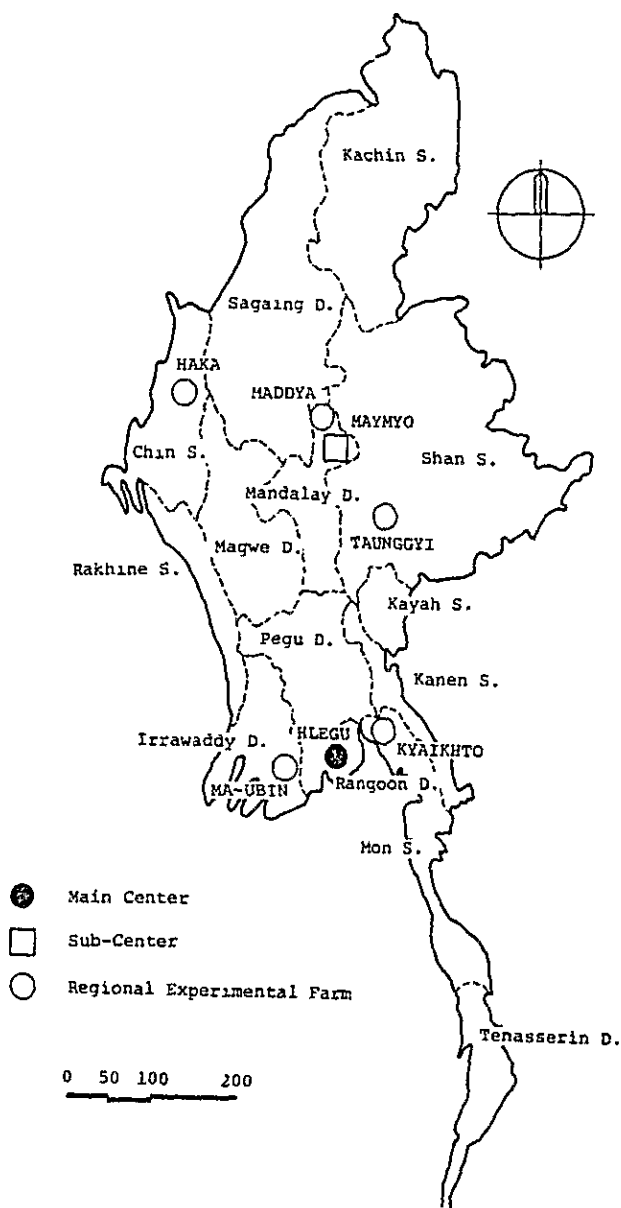 Kachin S.
Sagaing D.
HAKA
MADDYA
MAYMYO
Chin S.
Shan S.
Mandalay D.
Magwe D.
TAUNGGYI
Rakhine S.
Kayah S.
Pegu D.
Kanen S.
Irrawaddy D.
HLEGU
KYAIKHTO
MA-UBIN
Rangoon D.
Mon S.
Main Center
Sub-Center
Regional Experimental Farm
Tenasserin D.
0 50 100 200